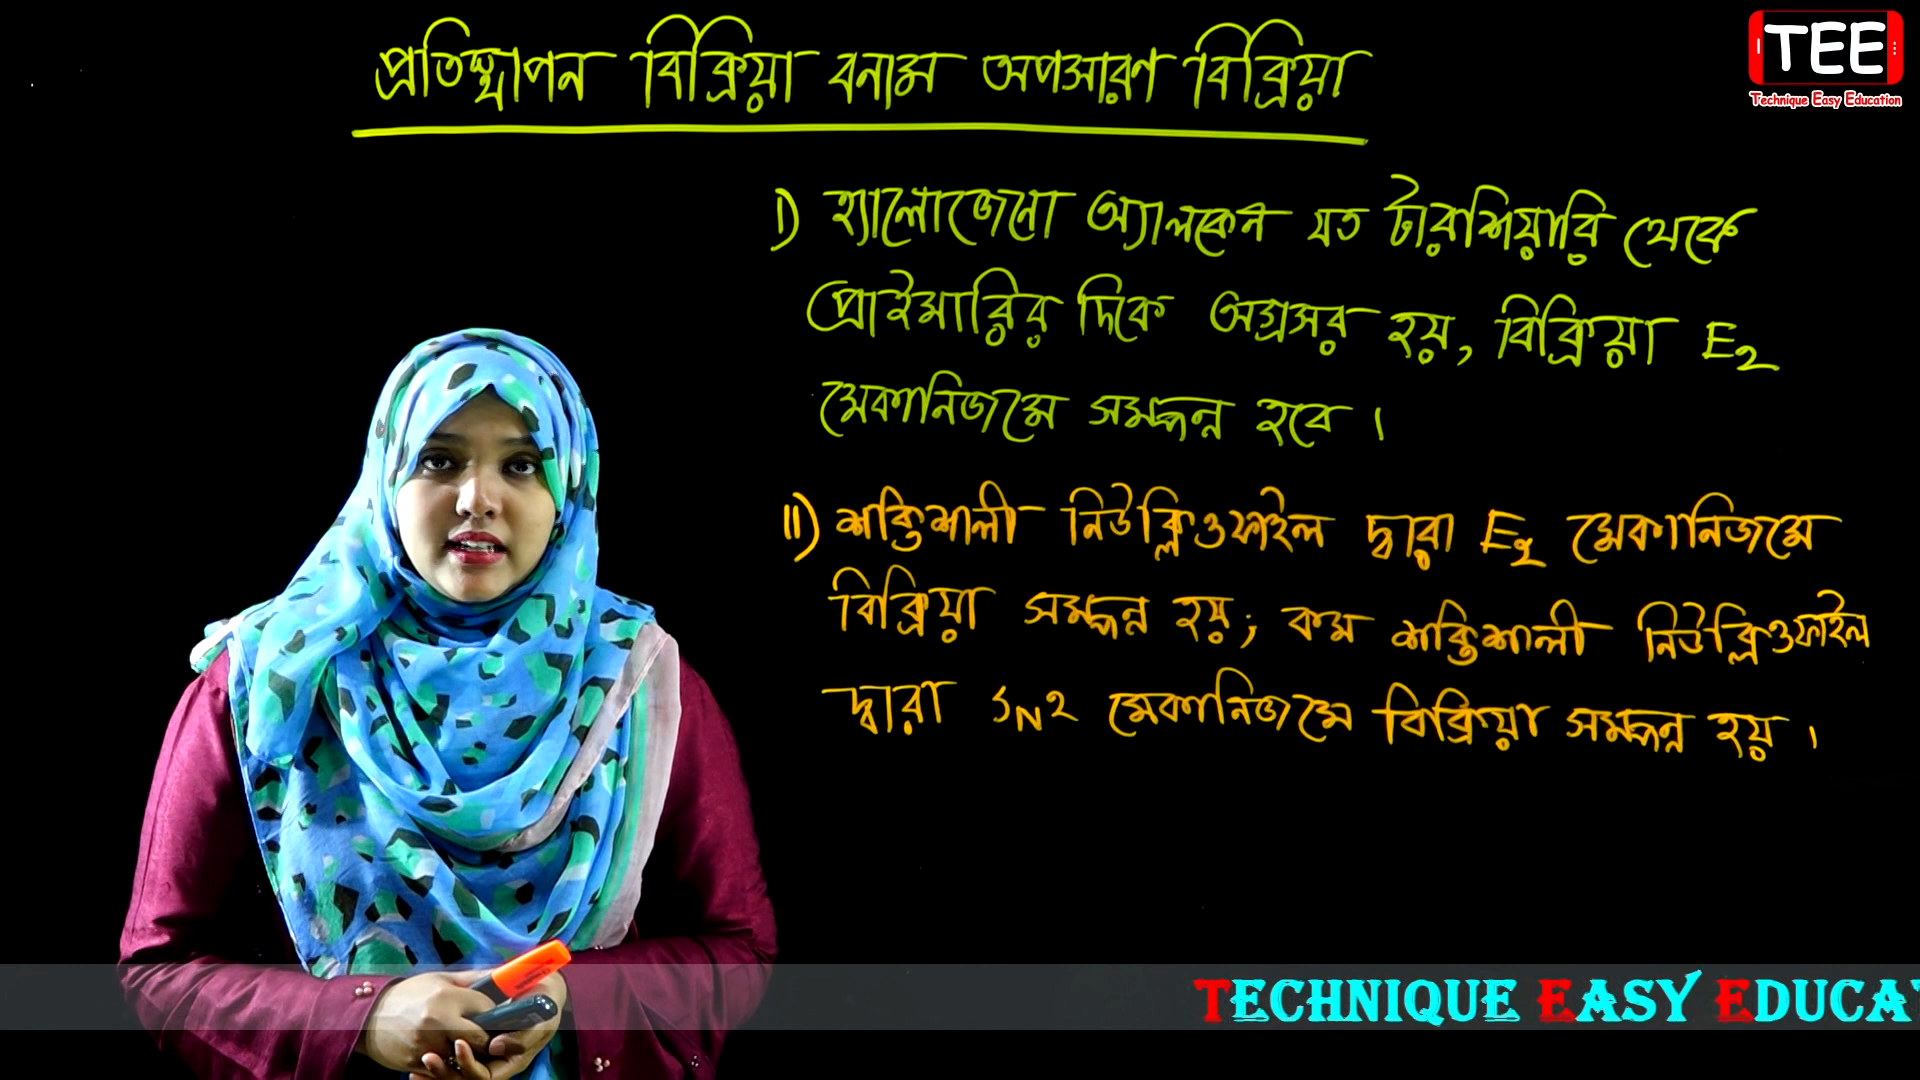 প্রতিস্থাপন বিক্রিয়া বনাম অপসারণ বিক্রিয়া
TEE
Technique Easy Education
I) হ্যালোজেনো অ্যালকেন যত টারশিয়ারি থেকে
প্রাইমারির দিকে অগ্রসর হয়, বিক্রিয়া E2
মেকানিজমে সম্পন্ন হবে।
II) শক্তিশালী নিউক্লিওফাইল দ্বারা E2 মেকানিজমে
বিক্রিয়া সম্পন্ন হয়; কম শক্তিশালী নিউক্লিওফাইল
দ্বারা SN2 মেকানিজমে বিক্রিয়া সম্পন্ন হয়।
TECHNIQUE EASY EDUCA